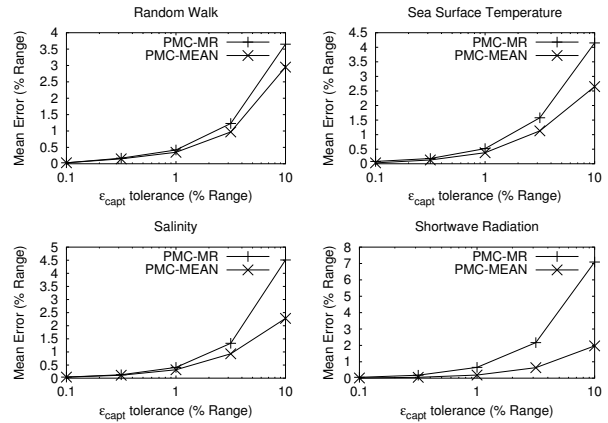 Random Walk
Mean Error (% Range)
4
3.5
3
2.5
2
1.5
1
0.5
0
PMC-MR
PMC-MEAN
0.1
1
10
εcapt tolerance (% Range)
Sea Surface Temperature
Mean Error (% Range)
4.5
4
3.5
3
2.5
2
1.5
1
0.5
0
PMC-MR
PMC-MEAN
0.1
1
10
εcapt tolerance (% Range)
Salinity
Mean Error (% Range)
5
4.5
4
3.5
3
2.5
2
1.5
1
0.5
0
PMC-MR
PMC-MEAN
0.1
1
10
εcapt tolerance (% Range)
Shortwave Radiation
Mean Error (% Range)
8
7
6
5
4
3
2
1
0
PMC-MR
PMC-MEAN
0.1
1
10
εcapt tolerance (% Range)